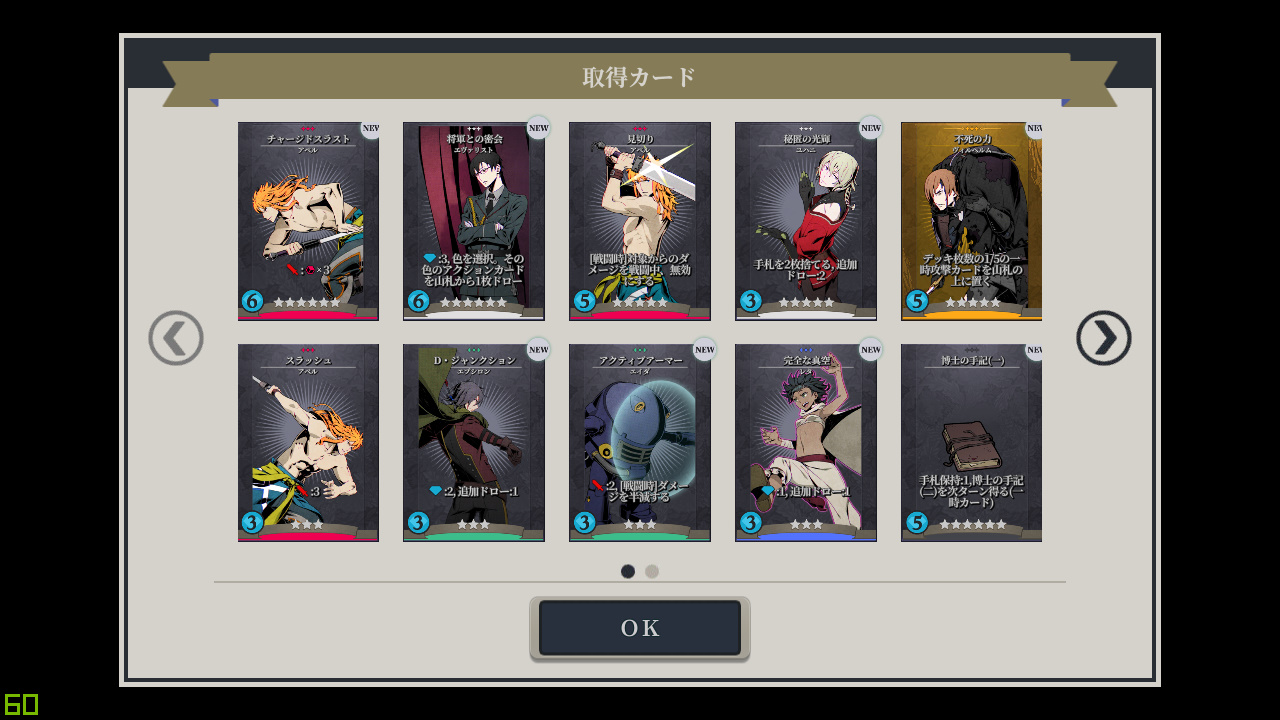 取得カード
NEW
チャージドスラスト
アベル
:●×3
6
NEW
将軍との密会
エヴァリスト
:3, 色を選択。その
色のアクションカード
を山札から1枚ドロー
6
見切り
アベル
[戦闘時]対象からのダ
メージを戦闘中、無効
にする
5
NEW
秘匿の光輝
ユハニ
手札を2枚捨てる, 追加
ドロー:2
3
NEW
不死の力
ヴィルヘルム
デッキ枚数の1/5の一
時攻撃カードを山札の
上に置く
5
スラッシュ
アベル
:3
3
NEW
D・ジャンクション
エプシロン
:2, 追加ドロー:1
3
NEW
アクティブアーマー
エイダ
:2, [戦闘時]ダメー
ジを半減する
3
NEW
完全な真空
レタ
:1, 追加ドロー:1
3
NEW
博士の手記(一)
手札保持:1,博士の手記
(二)を次ターン得る(一
時カード)
5
OK
60